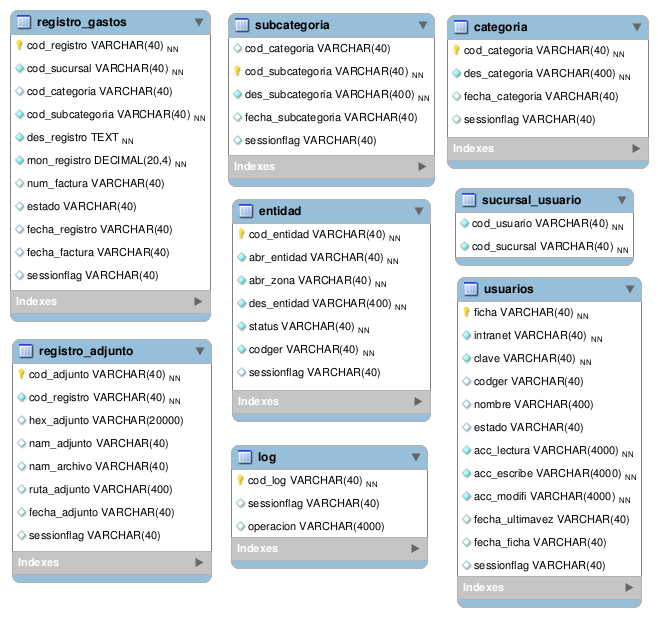 registro_gastos
cod_registro VARCHAR(40) NN
cod_sucursal VARCHAR(40) NN
cod_categoria VARCHAR(40)
cod_subcategoria VARCHAR(40) NN
des_registro TEXT NN
mon_registro DECIMAL(20,4) NN
num_factura VARCHAR(40)
estado VARCHAR(40)
fecha_registro VARCHAR(40)
fecha_factura VARCHAR(40)
sessionflag VARCHAR(40)
Indexes
subcategoria
cod_categoria VARCHAR(40)
cod_subcategoria VARCHAR(40) NN
des_subcategoria VARCHAR(400) NN
fecha_subcategoria VARCHAR(40)
sessionflag VARCHAR(40)
Indexes
categoria
cod_categoria VARCHAR(40) NN
des_categoria VARCHAR(400) NN
fecha_categoria VARCHAR(40)
sessionflag VARCHAR(40)
Indexes
entidad
cod_entidad VARCHAR(40) NN
abr_entidad VARCHAR(40) NN
abr_zona VARCHAR(40) NN
des_entidad VARCHAR(400) NN
status VARCHAR(40) NN
codger VARCHAR(40) NN
sessionflag VARCHAR(40)
Indexes
sucursal_usuario
cod_usuario VARCHAR(40) NN
cod_sucursal VARCHAR(40) NN
registro_adjunto
cod_adjunto VARCHAR(40) NN
cod_registro VARCHAR(40) NN
hex_adjunto VARCHAR(20000)
nam_adjunto VARCHAR(40)
nam_archivo VARCHAR(40)
ruta_adjunto VARCHAR(400)
fecha_adjunto VARCHAR(40)
sessionflag VARCHAR(40)
Indexes
log
cod_log VARCHAR(40) NN
sessionflag VARCHAR(40)
operacion VARCHAR(4000)
Indexes
usuarios
ficha VARCHAR(40) NN
intranet VARCHAR(40) NN
clave VARCHAR(40) NN
codger VARCHAR(40)
nombre VARCHAR(400)
estado VARCHAR(40)
acc_lectura VARCHAR(4000) NN
acc_escribe VARCHAR(4000) NN
acc_modifi VARCHAR(4000) NN
fecha_ultimavez VARCHAR(40)
fecha_ficha VARCHAR(40)
sessionflag VARCHAR(40)
Indexes